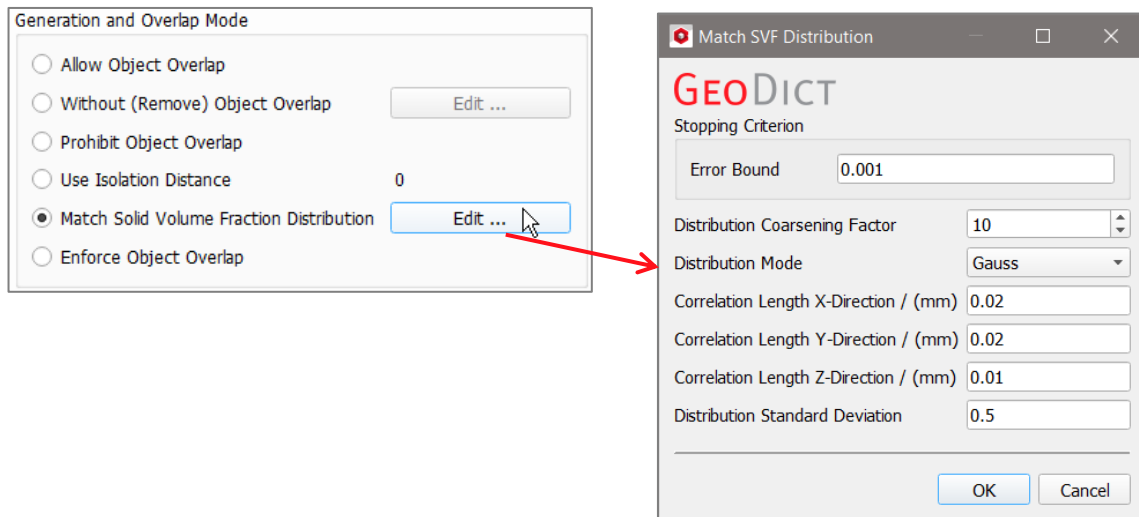 Generation and Overlap Mode
Allow Object Overlap
Without (Remove) Object Overlap Edit ...
Prohibit Object Overlap
Use Isolation Distance 0
Match Solid Volume Fraction Distribution Edit ...
Enforce Object Overlap
Match SVF Distribution
GEODICT
Stopping Criterion
Error Bound 0.001
Distribution Coarsening Factor 10
Distribution Mode Gauss
Correlation Length X-Direction / (mm) 0.02
Correlation Length Y-Direction / (mm) 0.02
Correlation Length Z-Direction / (mm) 0.01
Distribution Standard Deviation 0.5
OK Cancel